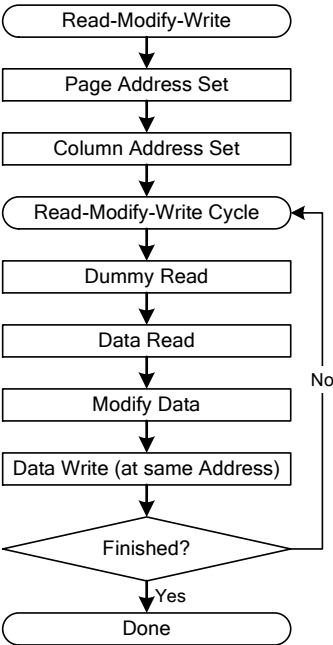 Read-Modify-Write
Page Address Set
Column Address Set
Read-Modify-Write Cycle
Dummy Read
Data Read
No
Modify Data
Data Write (at same Address)
Finished?
Yes
Done